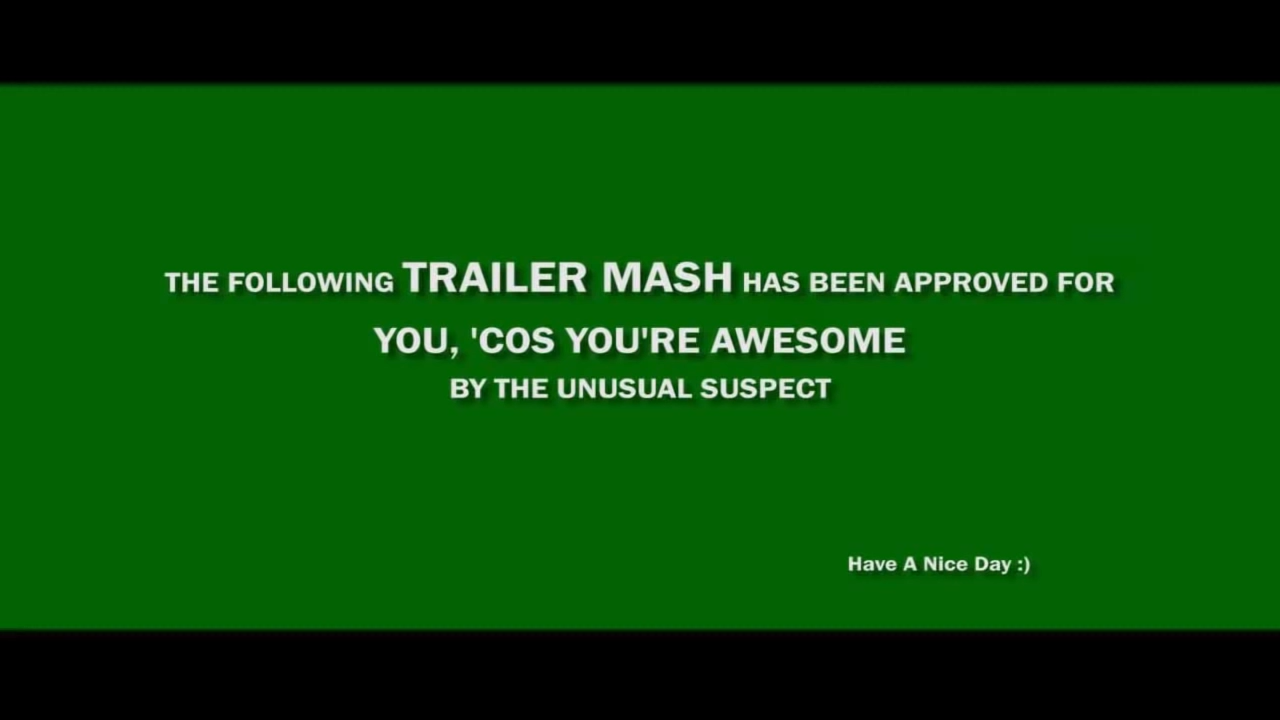 THE FOLLOWING TRAILER MASH HAS BEEN APPROVED FOR
YOU, 'COS YOU'RE AWESOME
BY THE UNUSUAL SUSPECT
Have A Nice Day :)